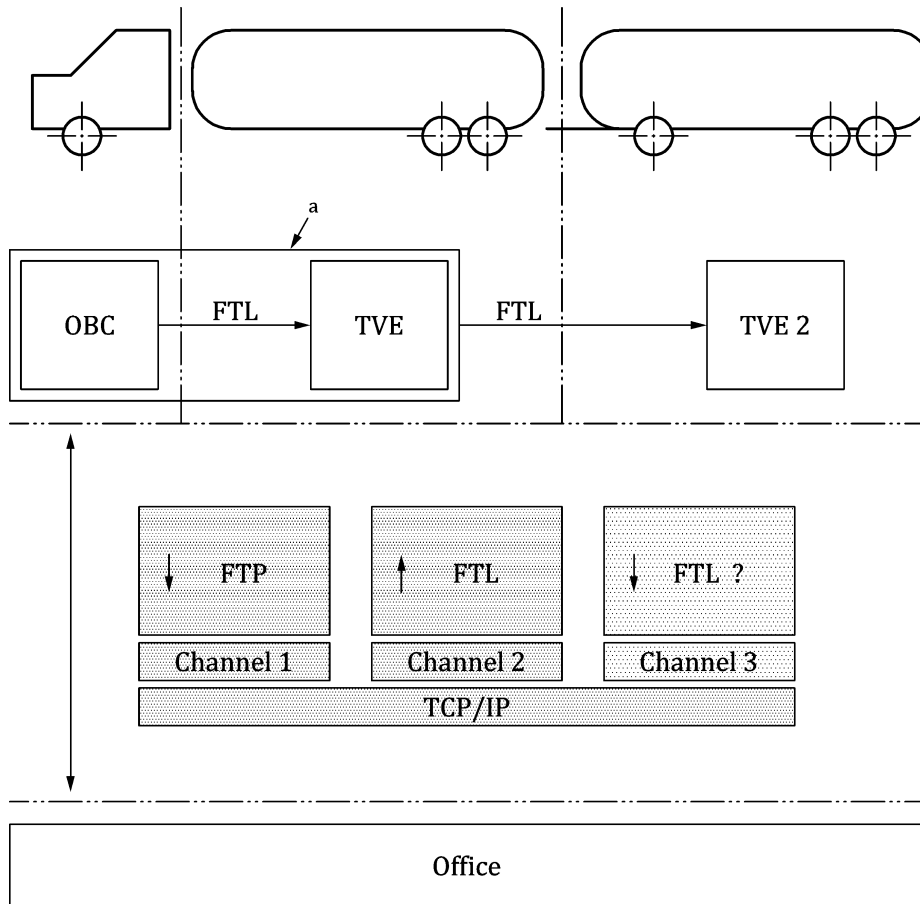 a
OBC
FTL
TVE
FTL
TVE 2
FTP
FTL
FTL ?
Channel 1
Channel 2
Channel 3
TCP/IP
Office